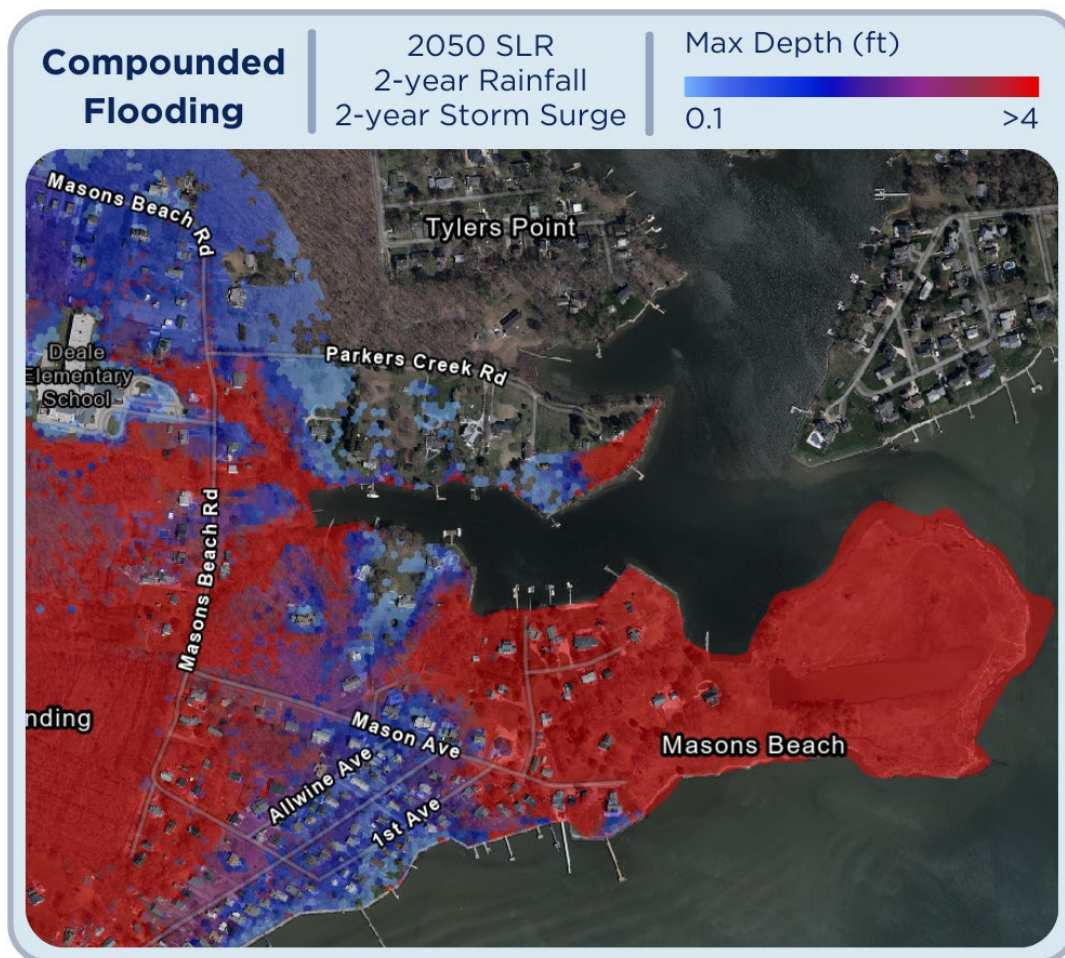 Compounded
Flooding
2050 SLR
2-year Rainfall
2-year Storm Surge
Max Depth (ft)
0.1 >4
Masons Beach Rd
Tylers Point
Parkers Creek Rd
Deale
Elementary
School
Masons Beach Rd
nding
Mason Ave
Masons Beach
Allwine Ave
1st Ave